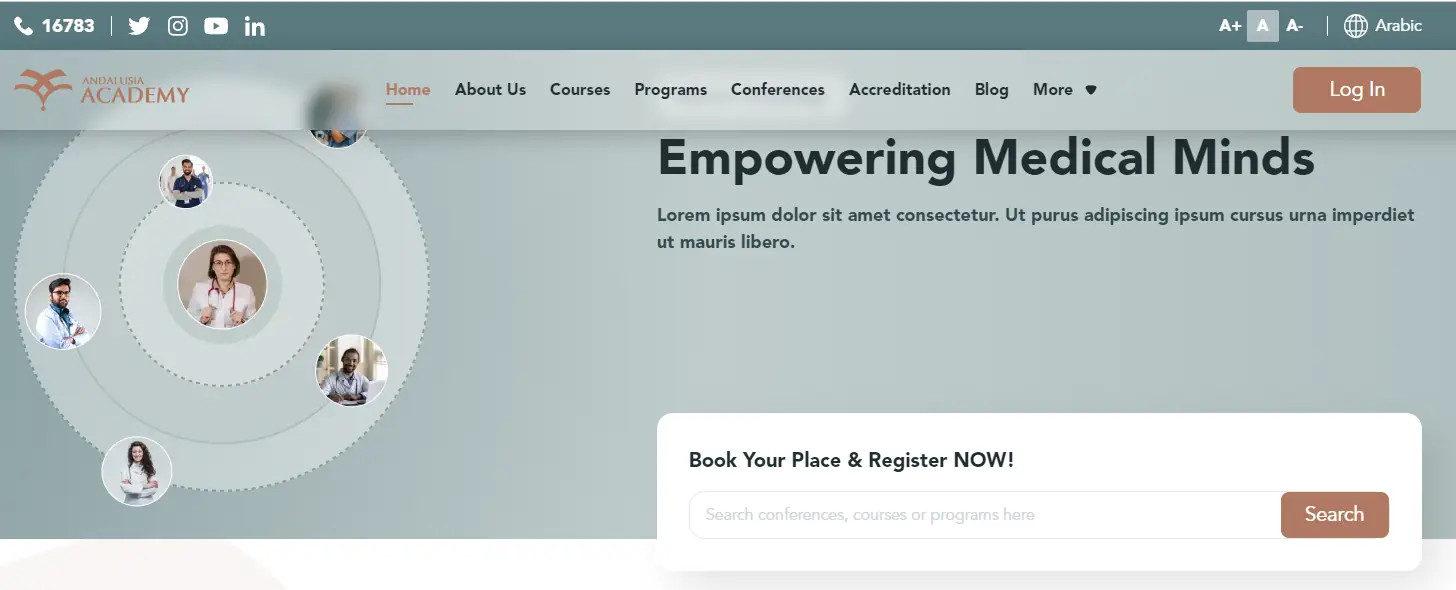 16783
A+ A A- Arabic
ANDALUSIA
ACADEMY
Home About Us Courses Programs Conferences Accreditation Blog More
Log In
Empowering Medical Minds
Lorem ipsum dolor sit amet consectetur. Ut purus adipiscing ipsum cursus urna imperdiet
ut mauris libero.
Book Your Place & Register NOW!
Search conferences, courses or programs here
Search